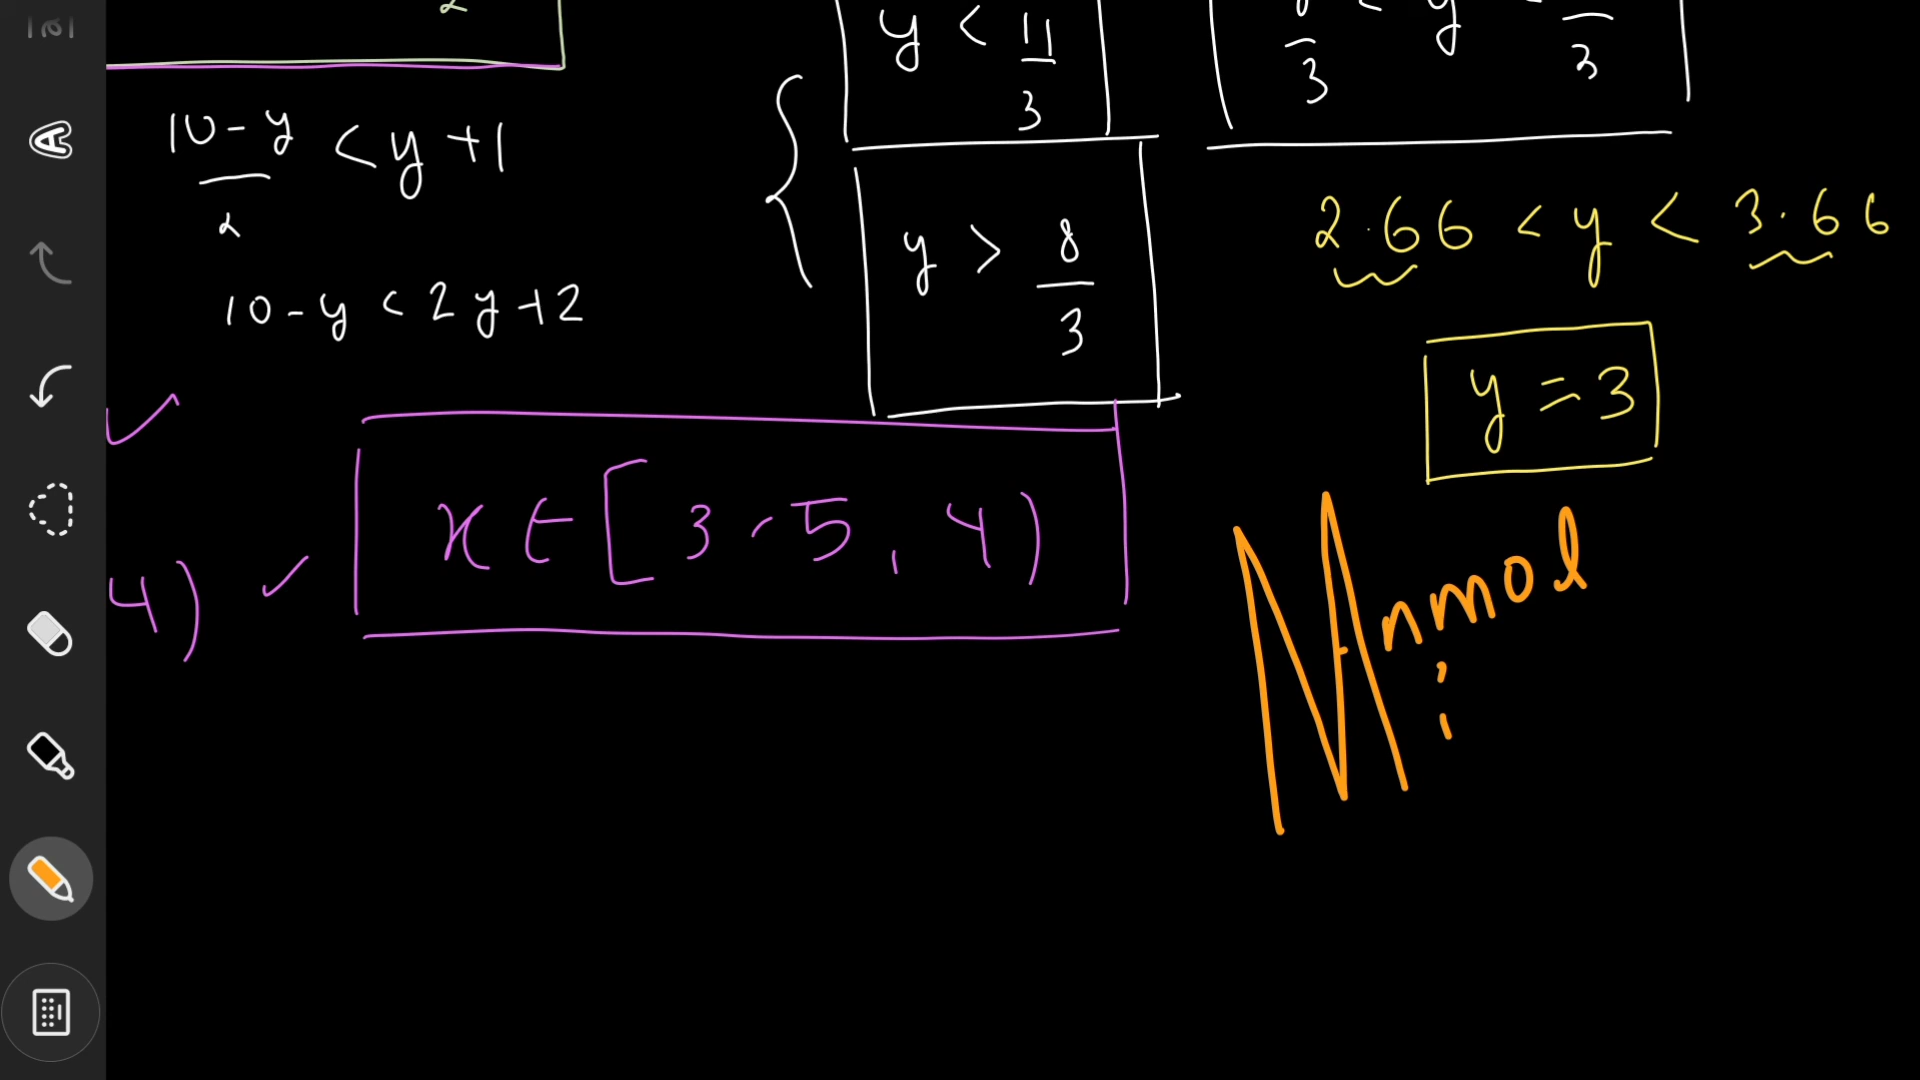 10-y/2 < y+1
10-y < 2y+2
y < 11/3
y > 8/3
2.66 < y < 3.66
y = 3
4)
x ∈ [3.5, 4)